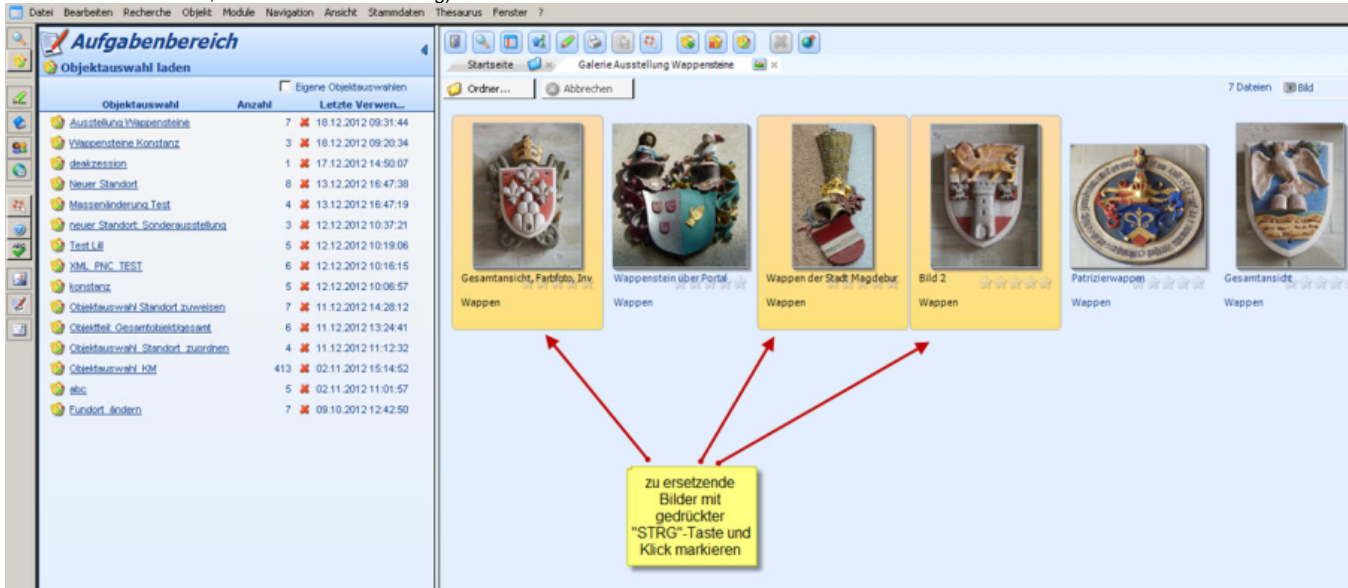 Datei Bearbeiten Recherche Objekt Module Navigation Ansicht Stammdaten Thesaurus Fenster ?
Aufgabenbereich
Objektauswahl laden
Eigene Objektauswahlen
Objektauswahl Anzahl Letzte Verwen...
Ausstellung Wappensteine 7 18.12.2012 09:31:44
Wappensteine Konstanz 3 18.12.2012 09:20:34
deakzession 1 17.12.2012 14:50:07
Neuer Standort 8 13.12.2012 16:47:38
Massenänderung Test 4 13.12.2012 16:47:19
neuer Standort: Sonderausstellung 3 12.12.2012 10:37:21
Test Lill 5 12.12.2012 10:19:06
XML_PNC_TEST 6 12.12.2012 10:16:15
konstanz 5 12.12.2012 10:06:57
Objektauswahl Standort zuweisen 7 11.12.2012 14:28:12
Objektteil: Gesamtobjekt/gesamt 6 11.12.2012 13:24:41
Objektauswahl_Standort_zuordnen 4 11.12.2012 11:12:32
Objektauswahl_KM 413 02.11.2012 15:14:52
abc 5 02.11.2012 11:01:57
Fundort_ändern 7 09.10.2012 12:42:50
Startseite Galerie Ausstellung Wappensteine
Ordner... Abbrechen 7 Dateien Bild
Gesamtansicht, Farbfoto, Inv. Wappenstein über Portal Wappen der Stadt Magdebur Bild 2 Patrizierwappen Gesamtansicht
Wappen Wappen Wappen Wappen Wappen Wappen
zu ersetzende
Bilder mit
gedrückter
"STRG"-Taste und
Klick markieren